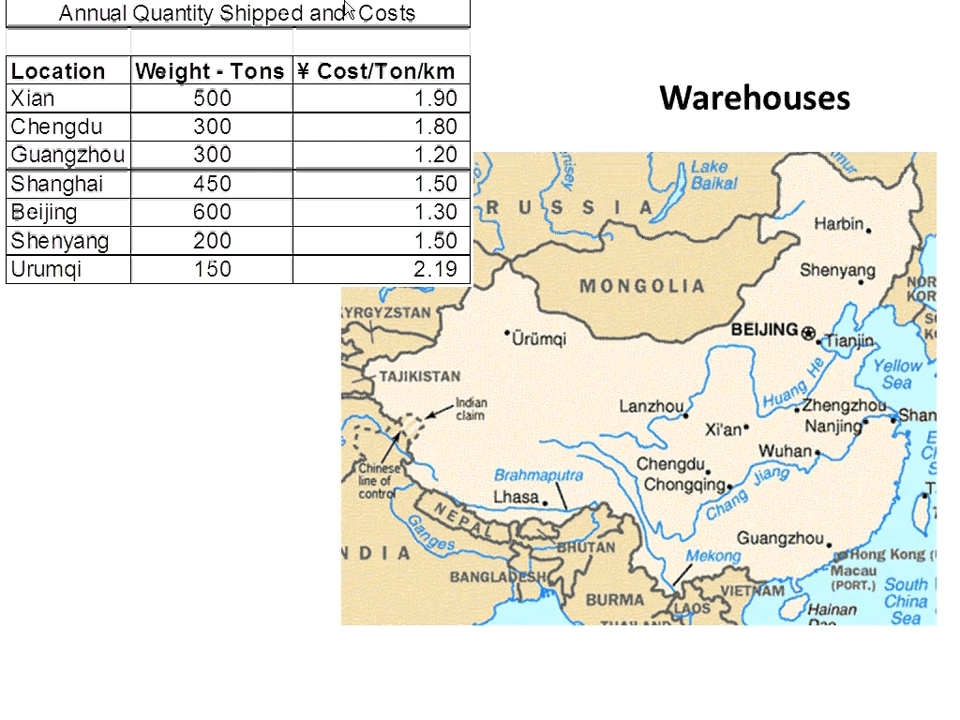 Annual Quantity Shipped and Costs
Location Weight - Tons ¥ Cost/Ton/km
Xian 500 1.90
Chengdu 300 1.80
Guangzhou 300 1.20
Shanghai 450 1.50
Beijing 600 1.30
Shenyang 200 1.50
Urumqi 150 2.19
Warehouses
Lake
Baikal
RUSSIA
Harbin
MONGOLIA
Shenyang
KYRGYZSTAN
Ürümqi
BEIJING
Tianjin
TAJIKISTAN
Yellow
Sea
Indian
claim
Huang He
Lanzhou
Zhengzhou
Xi'an
Nanjing
Shan
Wuhan
Chengdu
Chongqing
Chang Jiang
Chinese
line of
control
Brahmaputra
Lhasa
NEPAL
Ganges
Guangzhou
NDIA
BHUTAN
Mekong
Hong Kong (
Macau
(PORT.)
BANGLADESH
VIETNAM
BURMA
LAOS
South
China
Sea
Hainan